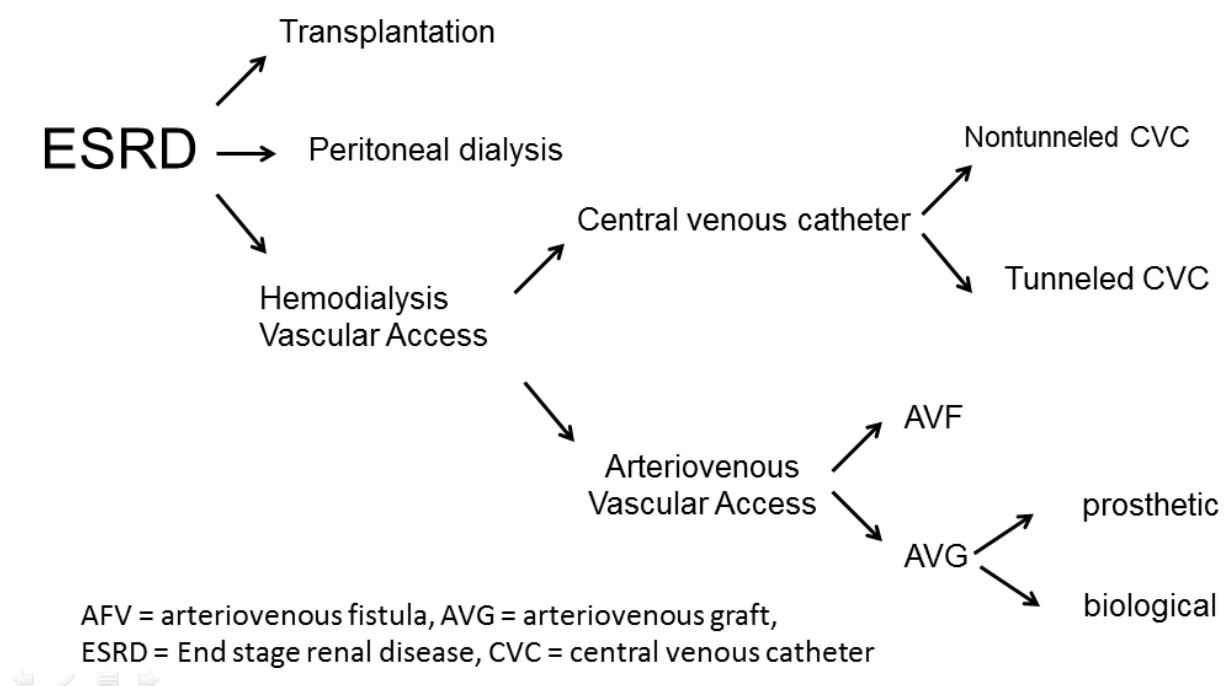 Transplantation
ESRD
Peritoneal dialysis
Nontunneled CVC
Central venous catheter
Tunneled CVC
Hemodialysis
Vascular Access
AVF
Arteriovenous
Vascular Access
prosthetic
AVG
biological
AFV = arteriovenous fistula, AVG = arteriovenous graft,
ESRD = End stage renal disease, CVC = central venous catheter